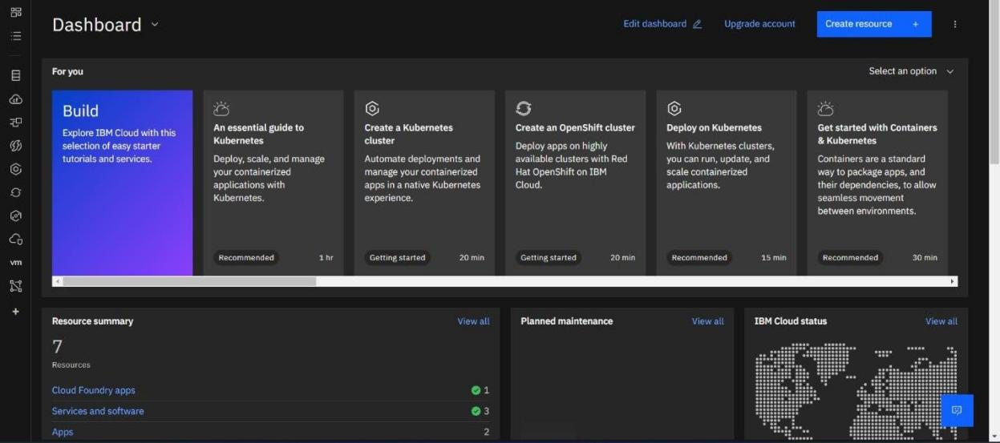 Dashboard
Edit dashboard
Upgrade account
Create resource +
For you
Select an option
Build
Explore IBM Cloud with this
selection of easy starter
tutorials and services.
An essential guide to
Kubernetes
Deploy, scale, and manage
your containerized
applications with
Kubernetes.
Recommended
1 hr
Create a Kubernetes
cluster
Automate deployments and
manage your containerized
apps in a native Kubernetes
experience.
Getting started
20 min
Create an OpenShift cluster
Deploy apps on highly
available clusters with Red
Hat OpenShift on IBM
Cloud.
Getting started
20 min
Deploy on Kubernetes
With Kubernetes clusters,
you can run, update, and
scale containerized
applications.
Recommended
15 min
Get started with Containers
& Kubernetes
Containers are a standard
way to package apps, and
their dependencies, to allow
seamless movement
between environments.
Recommended
30 min
vm
Resource summary
View all
7
Resources
Cloud Foundry apps
1
Services and software
3
Apps
2
Planned maintenance
View all
IBM Cloud status
View all